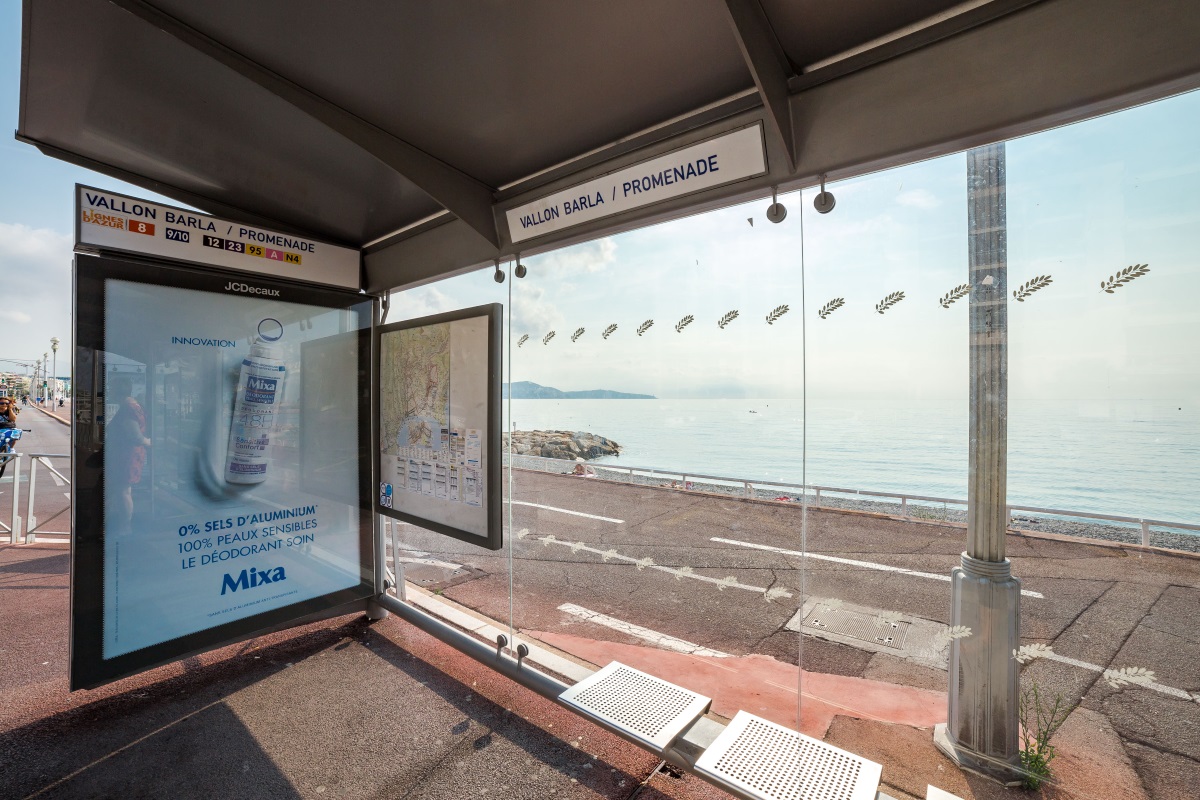 VALLON BARLA / PROMENADE
LIGNES D'AZUR 8 9/10 12 23 95 A N4
JCDecaux
INNOVATION
Mixa
0% SELS D'ALUMINIUM*
100% PEAUX SENSIBLES
LE DÉODORANT SOIN
Mixa
VALLON BARLA / PROMENADE